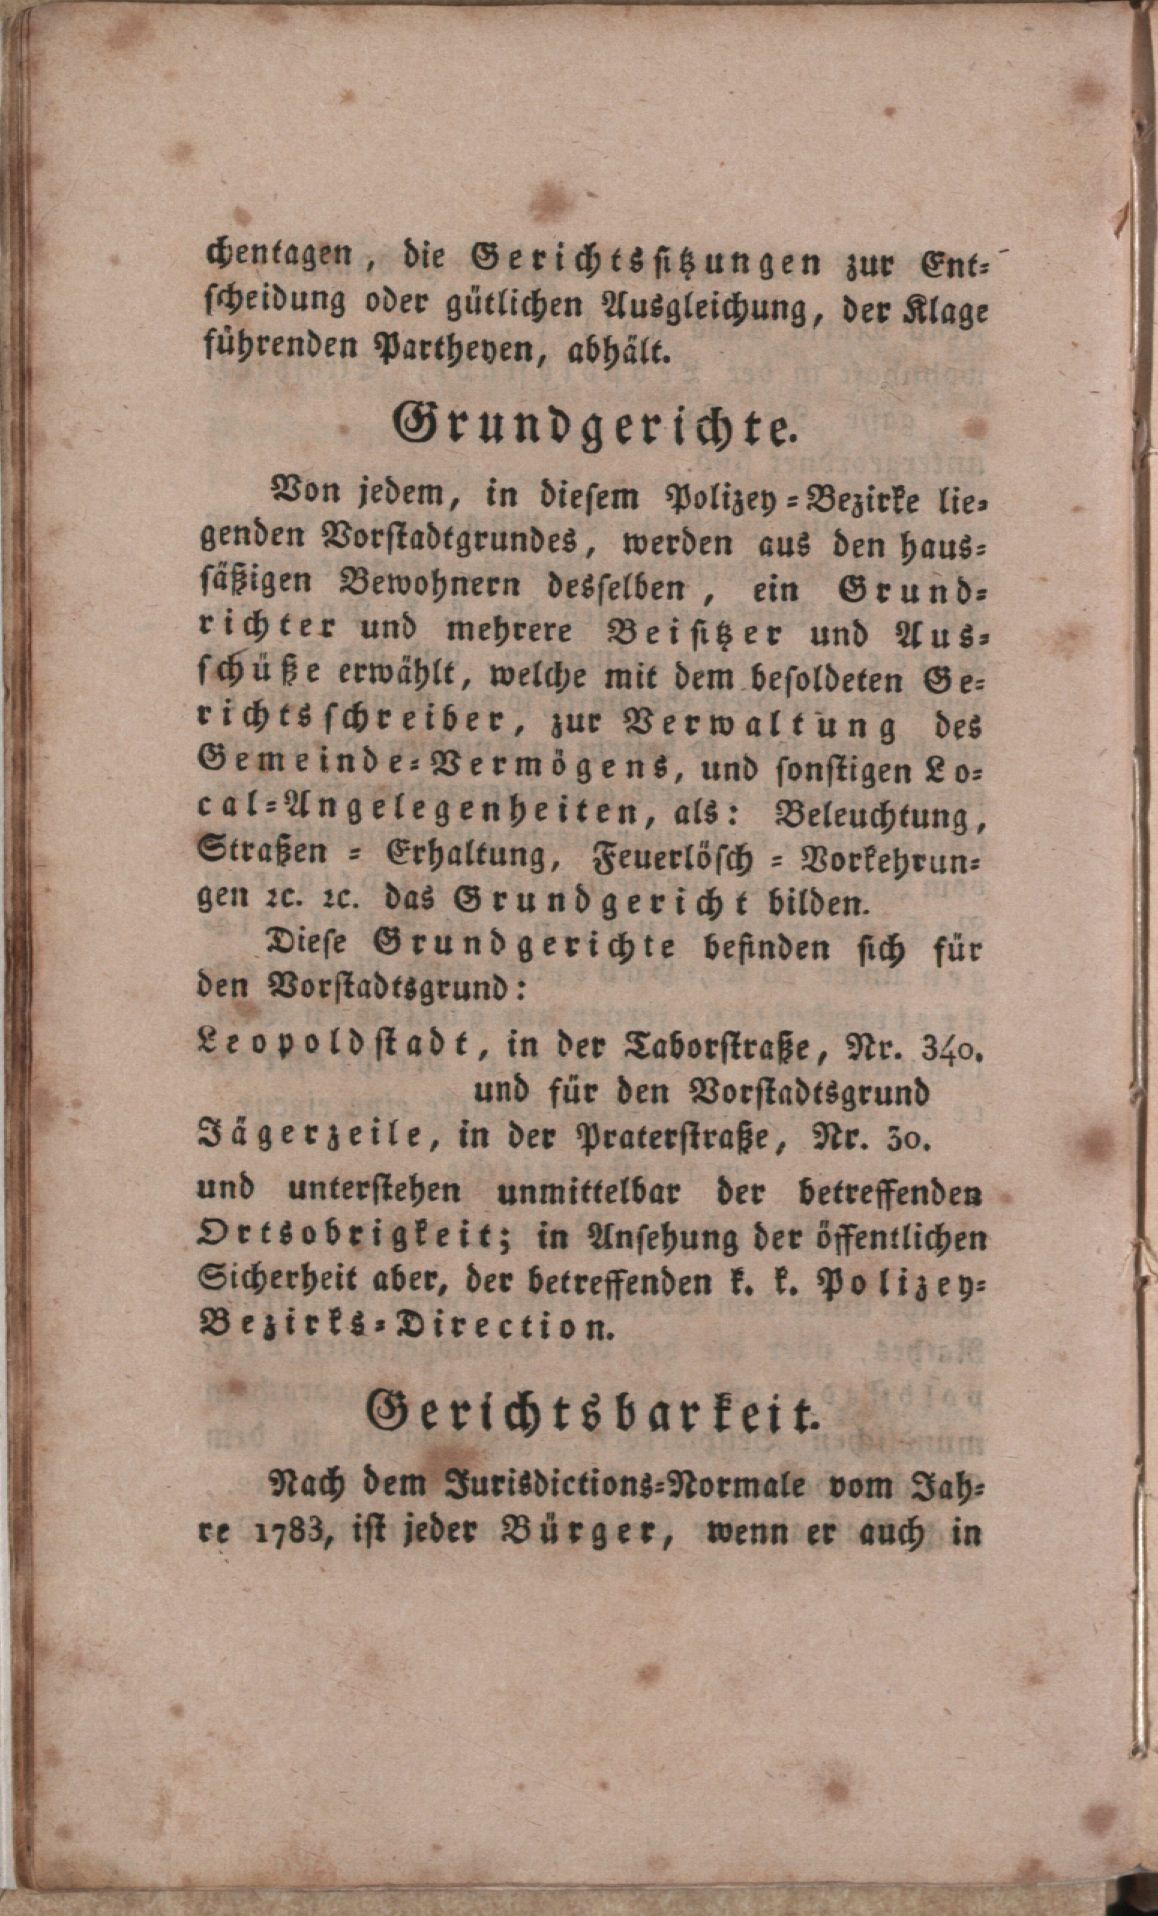 chentagen, die Gerichtssitzungen zur Ent-
scheidung oder gütlichen Ausgleichung, der Klage
führenden Partheyen, abhält.
Grundgerichte.
Von jedem, in diesem Polizey-Bezirke lie-
genden Vorstadtgrundes, werden aus den haus-
säßigen Bewohnern desselben, ein Grund-
richter und mehrere Beisitzer und Aus-
schüße erwählt, welche mit dem besoldeten Ge-
richtsschreiber, zur Verwaltung des
Gemeinde-Vermögens, und sonstigen Lo-
cal-Angelegenheiten, als: Beleuchtung,
Straßen-Erhaltung, Feuerlösch-Vorkehrun-
gen ꝛc. ꝛc. das Grundgericht bilden.
Diese Grundgerichte befinden sich für
den Vorstadtsgrund:
Leopoldstadt, in der Taborstraße, Nr. 340.
und für den Vorstadtsgrund
Jägerzeile, in der Praterstraße, Nr. 30.
und unterstehen unmittelbar der betreffenden
Ortsobrigkeit; in Ansehung der öffentlichen
Sicherheit aber, der betreffenden k. k. Polizey-
Bezirks-Direction.
Gerichtsbarkeit.
Nach dem Jurisdictions-Normale vom Jah-
re 1783, ist jeder Bürger, wenn er auch in